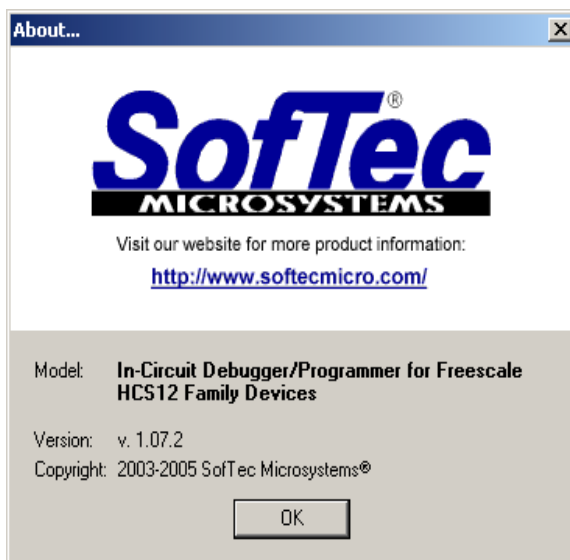 About...
SofTec®
MICROSYSTEMS
Visit our website for more product information:
http://www.softecmicro.com/
Model: In-Circuit Debugger/Programmer for Freescale
HCS12 Family Devices
Version: v. 1.07.2
Copyright: 2003-2005 SofTec Microsystems®
OK